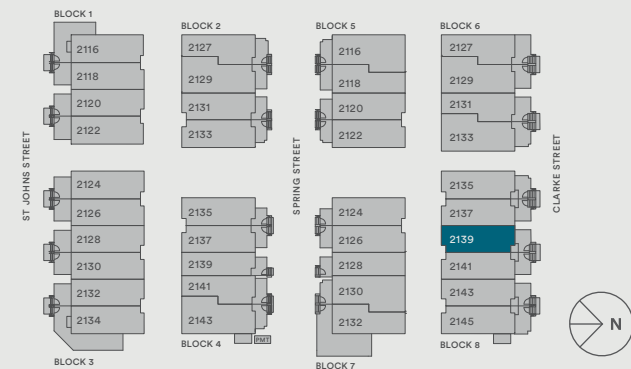 BLOCK 1
2116
2118
2120
2122
ST JOHNS STREET
2124
2126
2128
2130
2132
2134
BLOCK 3
BLOCK 2
2127
2129
2131
2133
2135
2137
2139
2141
2143
BLOCK 4
PMT
SPRING STREET
BLOCK 5
2116
2118
2120
2122
2124
2126
2128
2130
2132
BLOCK 7
BLOCK 6
2127
2129
2131
2133
CLARKE STREET
2135
2137
2139
2141
2143
2145
BLOCK 8
N